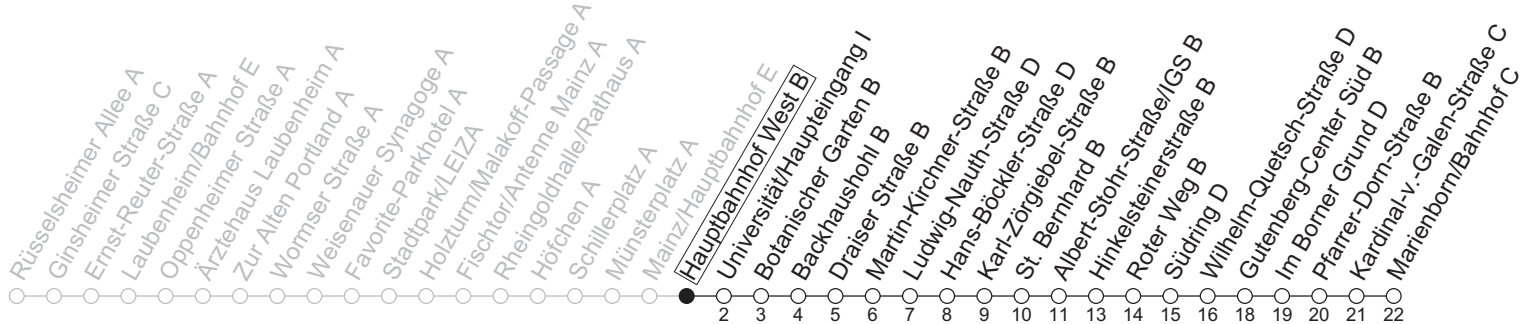 Rüsselsheimer Allee A
Ginsheimer Straße C
Ernst-Reuter-Straße A
Laubenheim/Bahnhof E
Oppenheimer Straße A
Ärztehaus Laubenheim A
Zur Alten Portland A
Wormser Straße A
Weisenauer Synagoge A
Favorite-Parkhotel A
Stadtpark/LEIZA
Holzturm/Malakoff-Passage A
Fischtor/Antenne Mainz A
Rheingoldhalle/Rathaus A
Höfchen A
Schillerplatz A
Münsterplatz A
Mainz/Hauptbahnhof E
Hauptbahnhof West B
Universität/Haupteingang I
Botanischer Garten B
Backhaushohl B
Draiser Straße B
Martin-Kirchner-Straße B
Ludwig-Nauth-Straße D
Hans-Böckler-Straße D
Karl-Zörgiebel-Straße B
St. Bernhard B
Albert-Stohr-Straße/IGS B
Hinkelsteinerstraße B
Roter Weg B
Südring D
Wilhelm-Quetsch-Straße D
Gutenberg-Center Süd B
Im Borner Grund D
Pfarrer-Dorn-Straße B
Kardinal-v.-Galen-Straße C
Marienborn/Bahnhof C
2 3 4 5 6 7 8 9 10 11 13 14 15 16 18 19 20 21 22